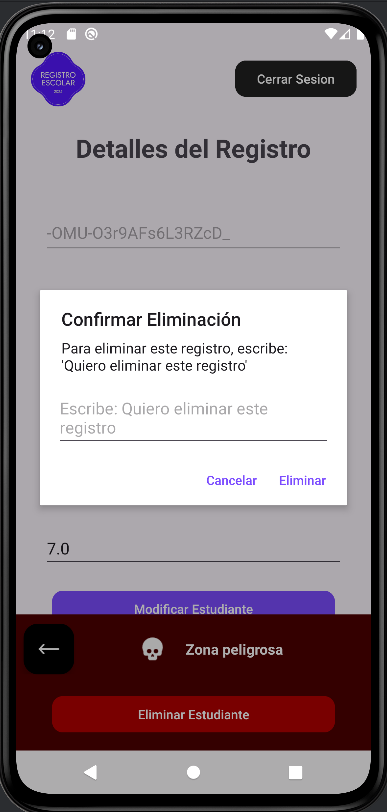 1:12
REGISTRO
ESCOLAR
Cerrar Sesion
Detalles del Registro
-OMU-O3r9AFs6L3RZcD_
Confirmar Eliminación
Para eliminar este registro, escribe:
'Quiero eliminar este registro'
Escribe: Quiero eliminar este
registro
Cancelar
Eliminar
7.0
Modificar Estudiante
Zona peligrosa
Eliminar Estudiante